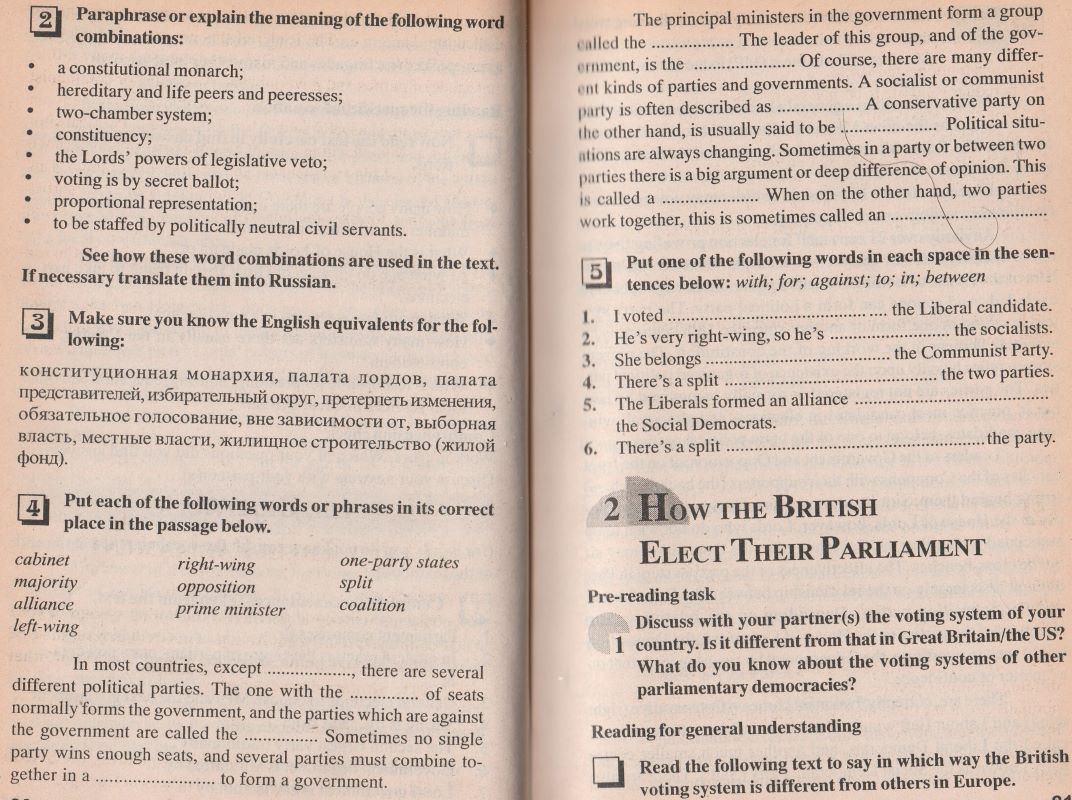 2 Paraphrase or explain the meaning of the following word
combinations:
• a constitutional monarch;
• hereditary and life peers and peeresses;
• two-chamber system;
• constituency;
• the Lords' powers of legislative veto;
• voting is by secret ballot;
• proportional representation;
• to be staffed by politically neutral civil servants.
See how these word combinations are used in the text.
If necessary translate them into Russian.
3 Make sure you know the English equivalents for the fol-
lowing:
конституционная монархия, палата лордов, палата
представителей, избирательный округ, претерпеть изменения,
обязательное голосование, вне зависимости от, выборная
власть, местные власти, жилищное строительство (жилой
фонд).
4 Put each of the following words or phrases in its correct
place in the passage below.
cabinet right-wing one-party states
majority opposition split
alliance prime minister coalition
left-wing
In most countries, except .................., there are several
different political parties. The one with the .............. of seats
normally forms the government, and the parties which are against
the government are called the ............... Sometimes no single
party wins enough seats, and several parties must combine to-
gether in a ......................... to form a government.
The principal ministers in the government form a group
called the .................. The leader of this group, and of the gov-
ernment, is the ...................... Of course, there are many differ-
ent kinds of parties and governments. A socialist or communist
party is often described as .................. A conservative party on
the other hand, is usually said to be ..................... Political situ-
ations are always changing. Sometimes in a party or between two
parties there is a big argument or deep difference of opinion. This
is called a ..................... When on the other hand, two parties
work together, this is sometimes called an ..................................
5 Put one of the following words in each space in the sen-
tences below: with; for; against; to; in; between
1. I voted ................................................ the Liberal candidate.
2. He's very right-wing, so he's .......................... the socialists.
3. She belongs ........................................ the Communist Party.
4. There's a split .............................................. the two parties.
5. The Liberals formed an alliance ..........................................
the Social Democrats.
6. There's a split ........................................................the party.
2 HOW THE BRITISH
ELECT THEIR PARLIAMENT
Pre-reading task
1 Discuss with your partner(s) the voting system of your
country. Is it different from that in Great Britain/the US?
What do you know about the voting systems of other
parliamentary democracies?
Reading for general understanding
Read the following text to say in which way the British
voting system is different from others in Europe.